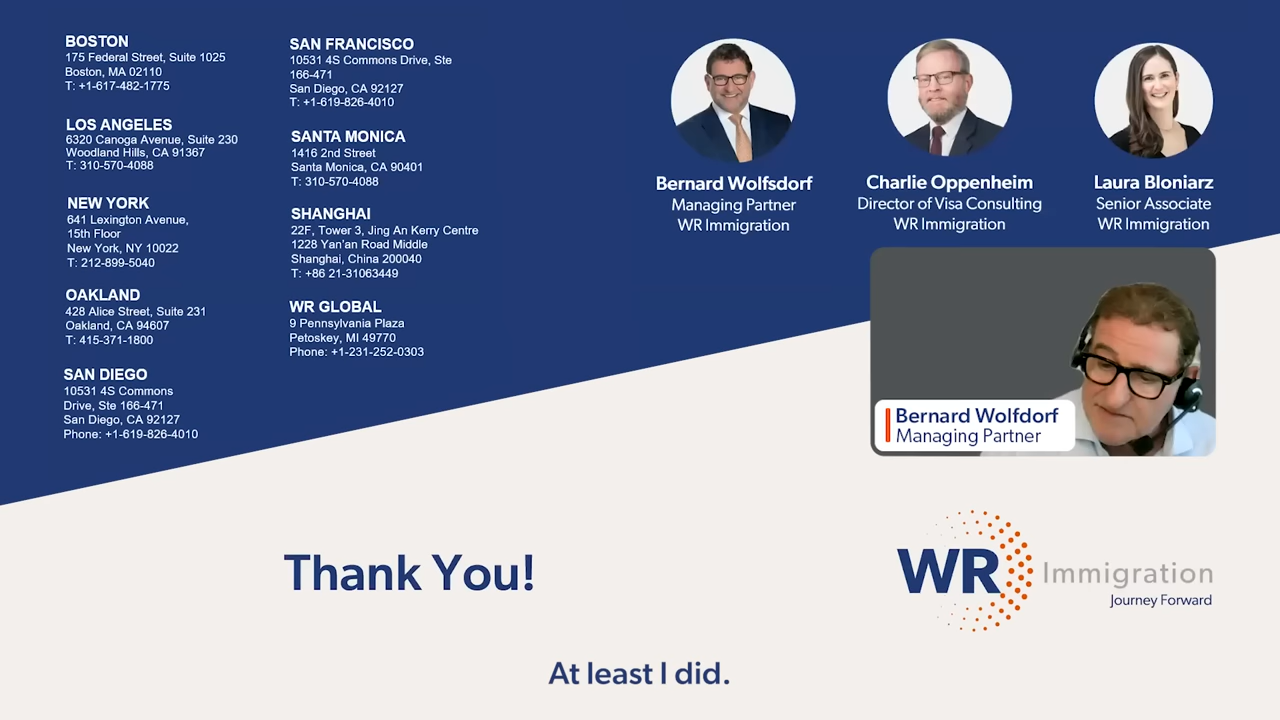 BOSTON
175 Federal Street, Suite 1025
Boston, MA 02110
T: +1-617-482-1775
LOS ANGELES
6320 Canoga Avenue, Suite 230
Woodland Hills, CA 91367
T: 310-570-4088
NEW YORK
641 Lexington Avenue,
15th Floor
New York, NY 10022
T: 212-899-5040
OAKLAND
428 Alice Street, Suite 231
Oakland, CA 94607
T: 415-371-1800
SAN DIEGO
10531 4S Commons
Drive, Ste 166-471
San Diego, CA 92127
Phone: +1-619-826-4010
SAN FRANCISCO
10531 4S Commons Drive, Ste
166-471
San Diego, CA 92127
T: +1-619-826-4010
SANTA MONICA
1416 2nd Street
Santa Monica, CA 90401
T: 310-570-4088
SHANGHAI
22F, Tower 3, Jing An Kerry Centre
1228 Yan'an Road Middle
Shanghai, China 200040
T: +86 21-31063449
WR GLOBAL
9 Pennsylvania Plaza
Petoskey, MI 49770
Phone: +1-231-252-0303
Bernard Wolfsdorf
Managing Partner
WR Immigration
Charlie Oppenheim
Director of Visa Consulting
WR Immigration
Laura Bloniarz
Senior Associate
WR Immigration
Bernard Wolfdorf
Managing Partner
Thank You!
WR Immigration
Journey Forward
At least I did.